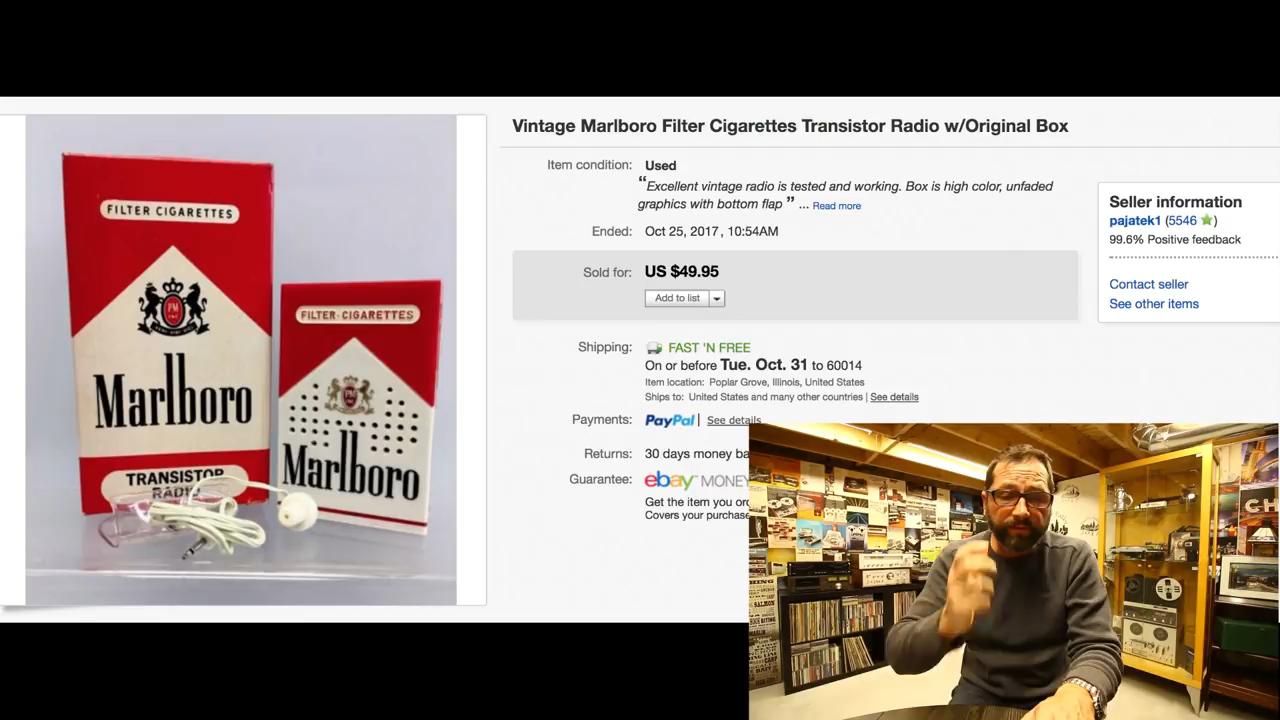 Vintage Marlboro Filter Cigarettes Transistor Radio w/Original Box
Item condition: Used
“Excellent vintage radio is tested and working. Box is high color, unfaded
graphics with bottom flap ” ... Read more
Ended: Oct 25, 2017 , 10:54AM
Sold for: US $49.95
Add to list
Shipping: FAST 'N FREE
On or before Tue. Oct. 31 to 60014
Item location: Poplar Grove, Illinois, United States
Ships to: United States and many other countries | See details
Payments: PayPal | See details
Returns: 30 days money ba
Guarantee: ebay MONEY
Get the item you or
Covers your purchas
Seller information
pajatek1 (5546 )
99.6% Positive feedback
Contact seller
See other items
FILTER CIGARETTES
PM
Marlboro
TRANSISTOR
RADIO
FILTER-CIGARETTES
PM
Marlboro
CH